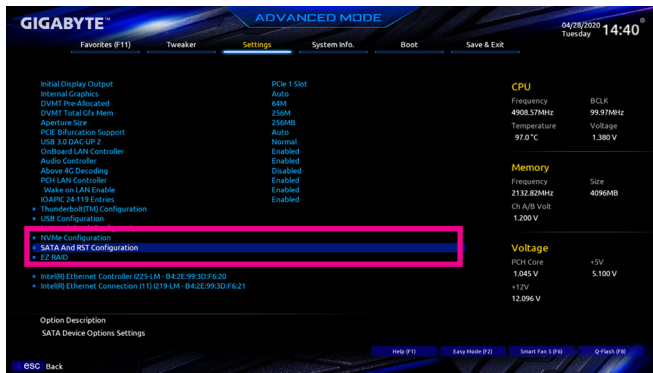 GIGABYTE™
ADVANCED MODE
04/28/2020
Tuesday
14:40
Favorites (F11) Tweaker Settings System Info. Boot Save & Exit
Initial Display Output PCIe 1 Slot
Internal Graphics Auto
DVMT Pre-Allocated 64M
DVMT Total Gfx Mem 256M
Aperture Size 256MB
PCIE Bifurcation Support Auto
USB 3.0 DAC-UP 2 Normal
OnBoard LAN Controller Enabled
Audio Controller Enabled
Above 4G Decoding Disabled
PCH LAN Controller Enabled
Wake on LAN Enable Enabled
IOAPIC 24-119 Entries Enabled
Thunderbolt(TM) Configuration
USB Configuration
NVMe Configuration
SATA And RST Configuration
EZ RAID
Intel(R) Ethernet Controller I225-LM - B4:2E:99:3D:F6:20
Intel(R) Ethernet Connection (11) I219-LM - B4:2E:99:3D:F6:21
CPU
Frequency BCLK
4908.57MHz 99.97MHz
Temperature Voltage
97.0 °C 1.380 V
Memory
Frequency Size
2132.82MHz 4096MB
Ch A/B Volt
1.200 V
Voltage
PCH Core +5V
1.045 V 5.100 V
+12V
12.096 V
Option Description
SATA Device Options Settings
Help (F1) Easy Mode (F2) Smart Fan 5 (F6) Q-Flash (F8)
esc Back